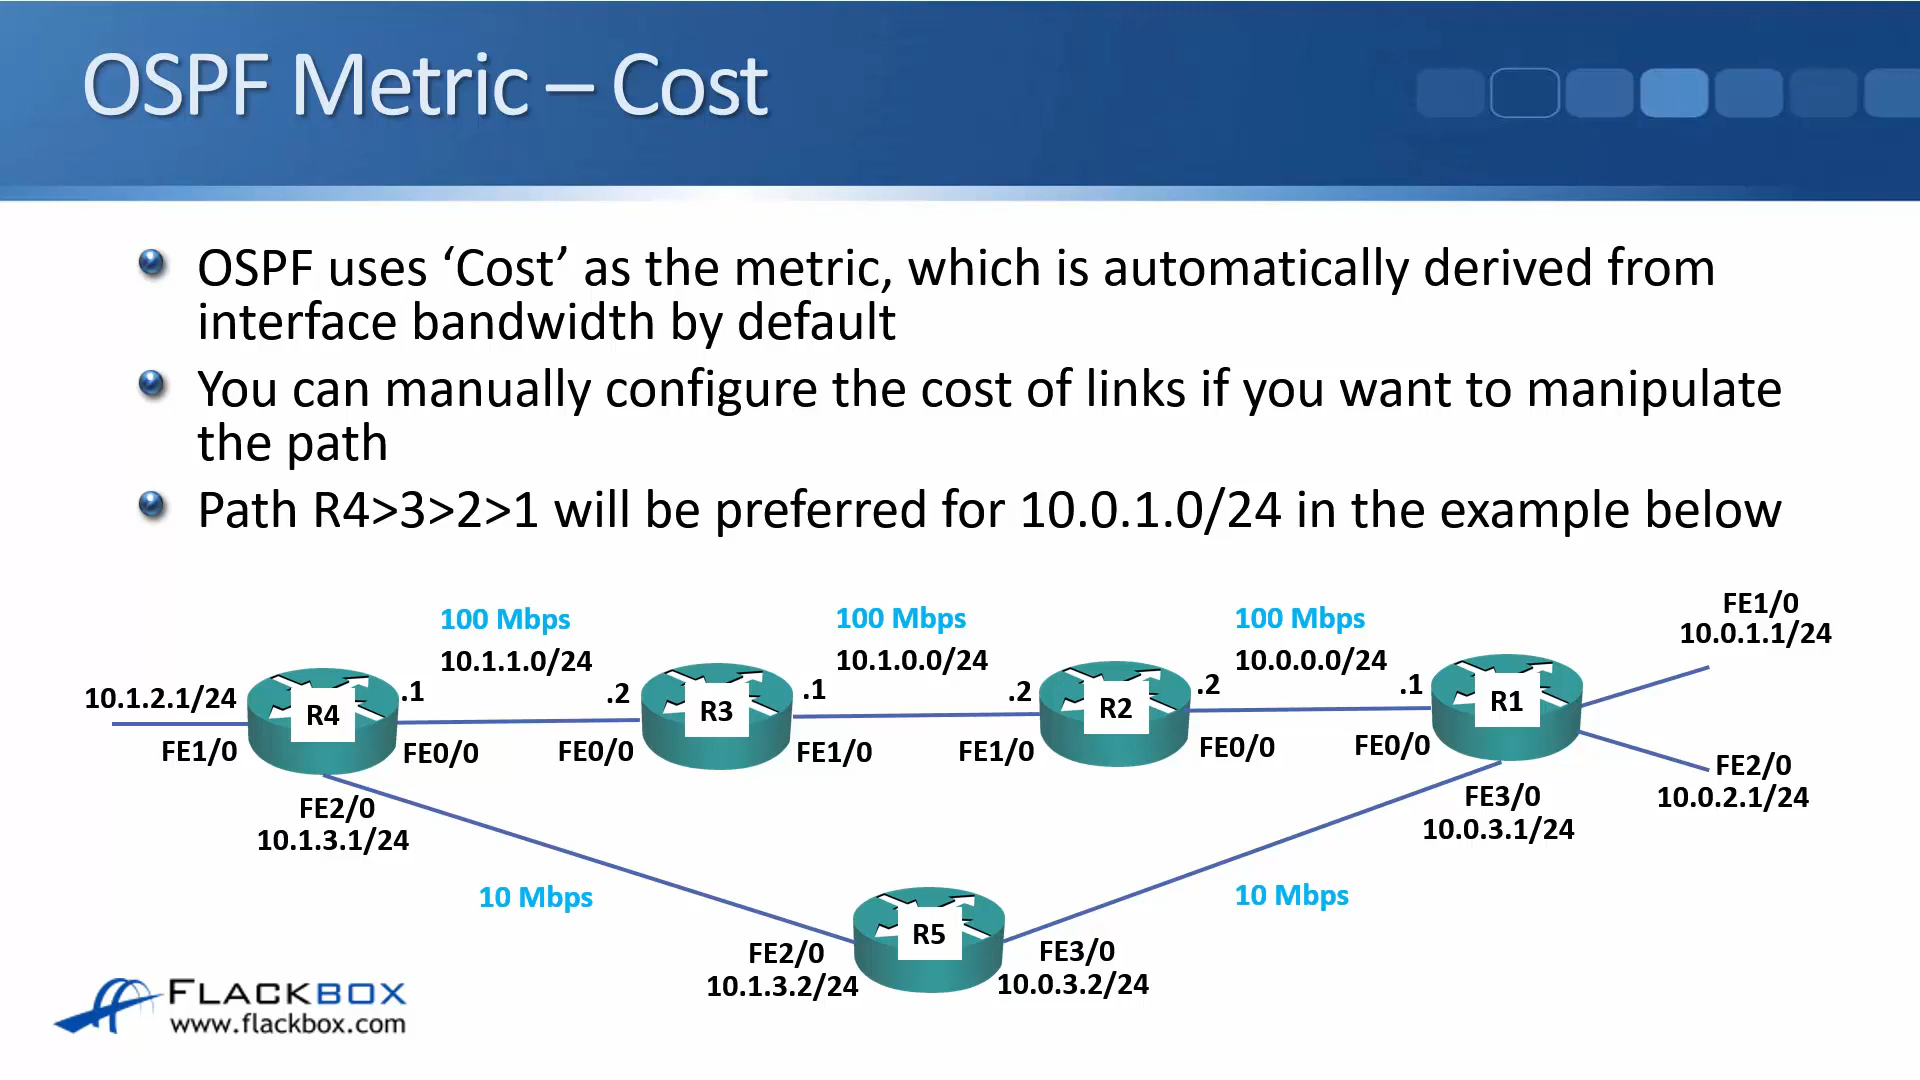 OSPF Metric – Cost
OSPF uses ‘Cost’ as the metric, which is automatically derived from
interface bandwidth by default
You can manually configure the cost of links if you want to manipulate
the path
Path R4>3>2>1 will be preferred for 10.0.1.0/24 in the example below
100 Mbps
10.1.1.0/24
100 Mbps
10.1.0.0/24
100 Mbps
10.0.0.0/24
FE1/0
10.0.1.1/24
10.1.2.1/24
FE1/0
R4
.1
FE0/0
.2
FE0/0
R3
.1
FE1/0
.2
FE1/0
R2
.2
FE0/0
.1
FE0/0
R1
FE2/0
10.0.2.1/24
FE2/0
10.1.3.1/24
FE3/0
10.0.3.1/24
10 Mbps
10 Mbps
R5
FE2/0
10.1.3.2/24
FE3/0
10.0.3.2/24
FLACKBOX
www.flackbox.com